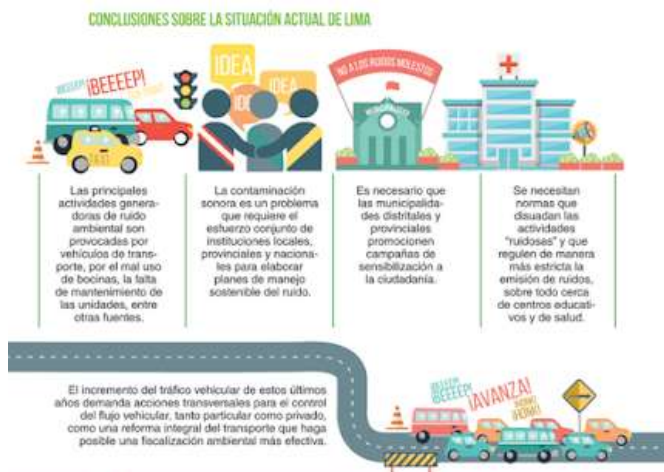 CONCLUSIONES SOBRE LA SITUACIÓN ACTUAL DE LIMA
¡BEEEEP!
TAXI
IDEA
IDEA
NO A LOS RUIDOS MOLESTOS
Las principales
actividades genera-
doras de ruido
ambiental son
provocadas por
vehículos de trans-
porte, por el mal uso
de bocinas, la falta
de mantenimiento de
las unidades, entre
otras fuentes.
La contaminación
sonora es un problema
que requiere el
esfuerzo conjunto de
instituciones locales,
provinciales y naciona-
les para elaborar
planes de manejo
sostenible del ruido.
Es necesario que
las municipalida-
des distritales y
provinciales
promocionen
campañas de
sensibilización a
la ciudadanía.
Se necesitan
normas que
disuadan las
actividades
"ruidosas" y que
regulen de manera
más estricta la
emisión de ruidos,
sobre todo cerca
de centros educati-
vos y de salud.
El incremento del tráfico vehicular de estos últimos
años demanda acciones transversales para el control
del flujo vehicular, tanto particular como privado,
como una reforma integral del transporte que haga
posible una fiscalización ambiental más efectiva.
¡BEEEEP!
¡AVANZA!
¡HONK!